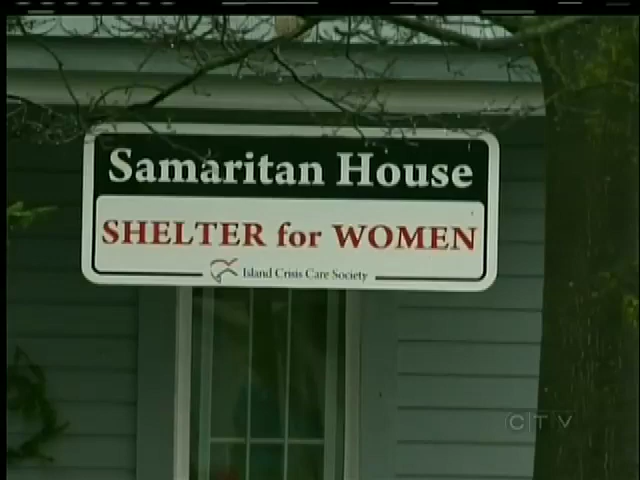 Samaritan House
SHELTER for WOMEN
Island Crisis Care Society
CTV